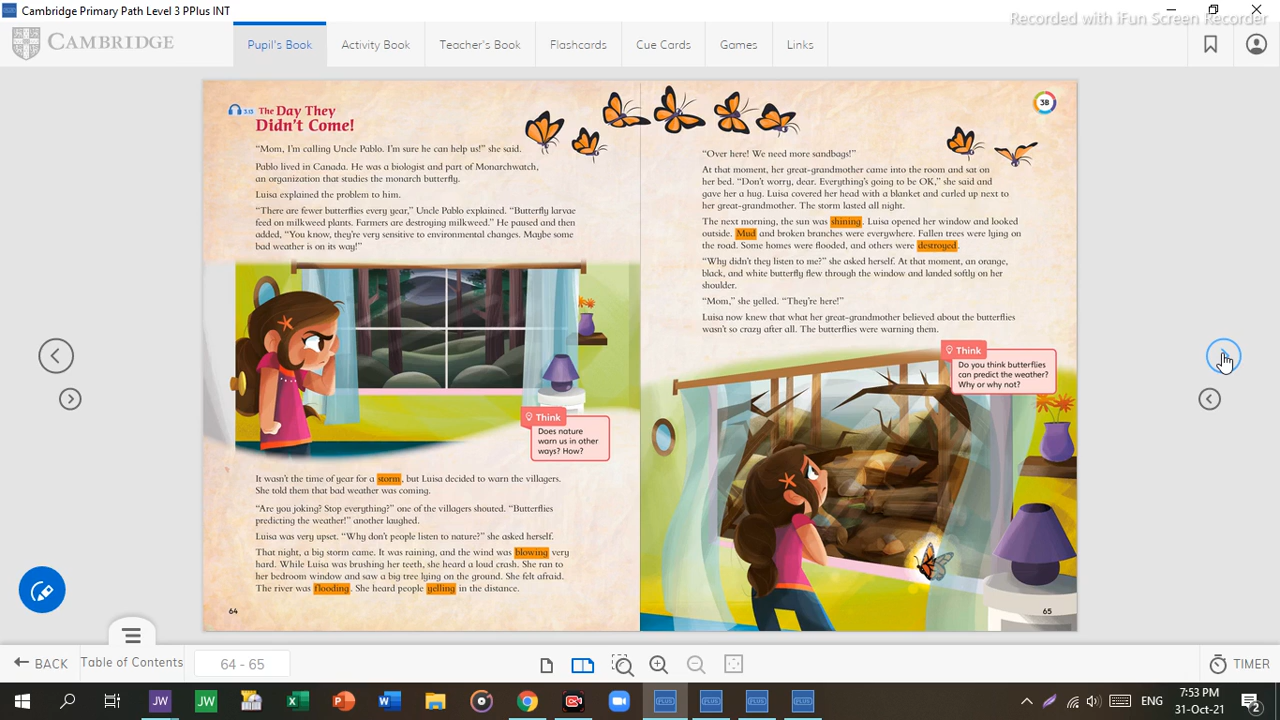 Cambridge Primary Path Level 3 PPlus INT
Recorded with iFun Screen Recorder
CAMBRIDGE
Pupil's Book
Activity Book
Teacher's Book
Flashcards
Cue Cards
Games
Links
3.13 The Day They
Didn't Come!
"Mom, I'm calling Uncle Pablo. I'm sure he can help us!" she said.
Pablo lived in Canada. He was a biologist and part of Monarchwatch,
an organization that studies the monarch butterfly.
Luisa explained the problem to him.
"There are fewer butterflies every year," Uncle Pablo explained. "Butterfly larvae
feed on milkweed plants. Farmers are destroying milkweed." He paused and then
added, "You know, they're very sensitive to environmental changes. Maybe some
bad weather is on its way!"
Think
Does nature
warn us in other
ways? How?
It wasn't the time of year for a storm, but Luisa decided to warn the villagers.
She told them that bad weather was coming.
"Are you joking? Stop everything?" one of the villagers shouted. "Butterflies
predicting the weather!" another laughed.
Luisa was very upset. "Why don't people listen to nature?" she asked herself.
That night, a big storm came. It was raining, and the wind was blowing very
hard. While Luisa was brushing her teeth, she heard a loud crash. She ran to
her bedroom window and saw a big tree lying on the ground. She felt afraid.
The river was flooding. She heard people yelling in the distance.
64
3B
"Over here! We need more sandbags!"
At that moment, her great-grandmother came into the room and sat on
her bed. "Don't worry, dear. Everything's going to be OK," she said and
gave her a hug. Luisa covered her head with a blanket and curled up next to
her great-grandmother. The storm lasted all night.
The next morning, the sun was shining. Luisa opened her window and looked
outside. Mud and broken branches were everywhere. Fallen trees were lying on
the road. Some homes were flooded, and others were destroyed.
"Why didn't they listen to me?" she asked herself. At that moment, an orange,
black, and white butterfly flew through the window and landed softly on her
shoulder.
"Mom," she yelled. "They're here!"
Luisa now knew that what her great-grandmother believed about the butterflies
wasn't so crazy after all. The butterflies were warning them.
Think
Do you think butterflies
can predict the weather?
Why or why not?
65
BACK
Table of Contents
64 - 65
TIMER
JW
JW
PLUS
PLUS
PLUS
PLUS
ENG
7:53 PM
31-Oct-21
2